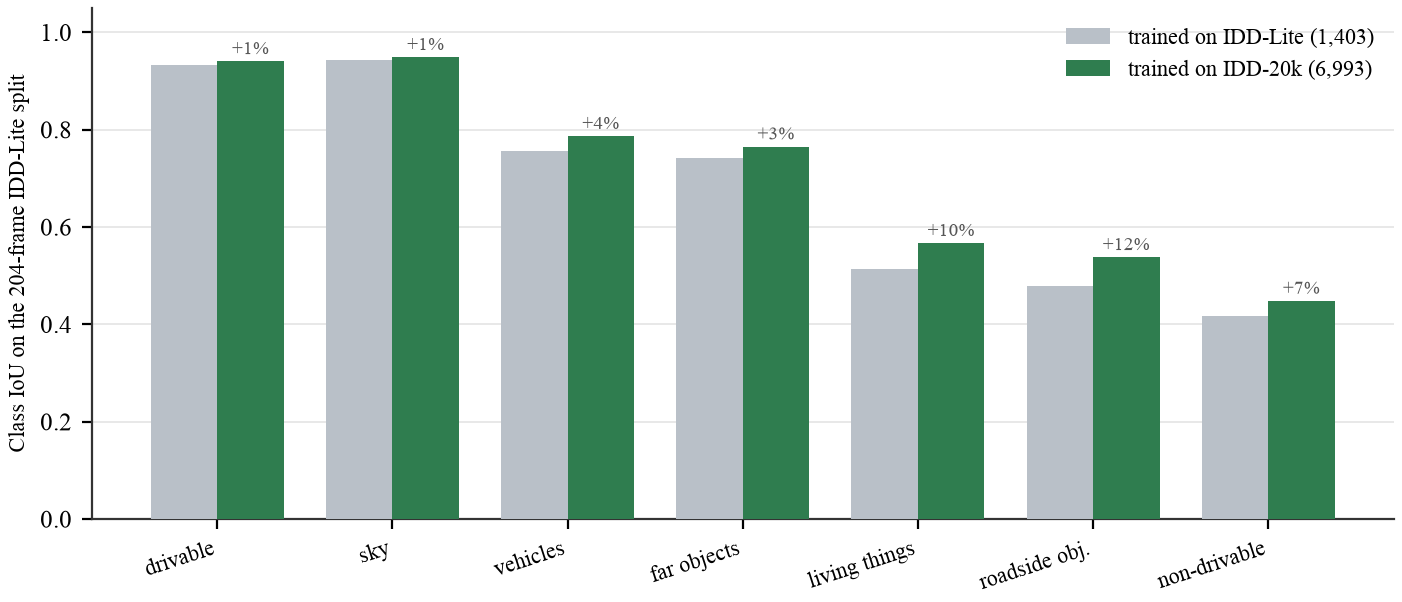 Class IoU on the 204-frame IDD-Lite split
1.0
0.8
0.6
0.4
0.2
0.0
trained on IDD-Lite (1,403)
trained on IDD-20k (6,993)
+1%
+1%
+4%
+3%
+10%
+12%
+7%
drivable
sky
vehicles
far objects
living things
roadside obj.
non-drivable